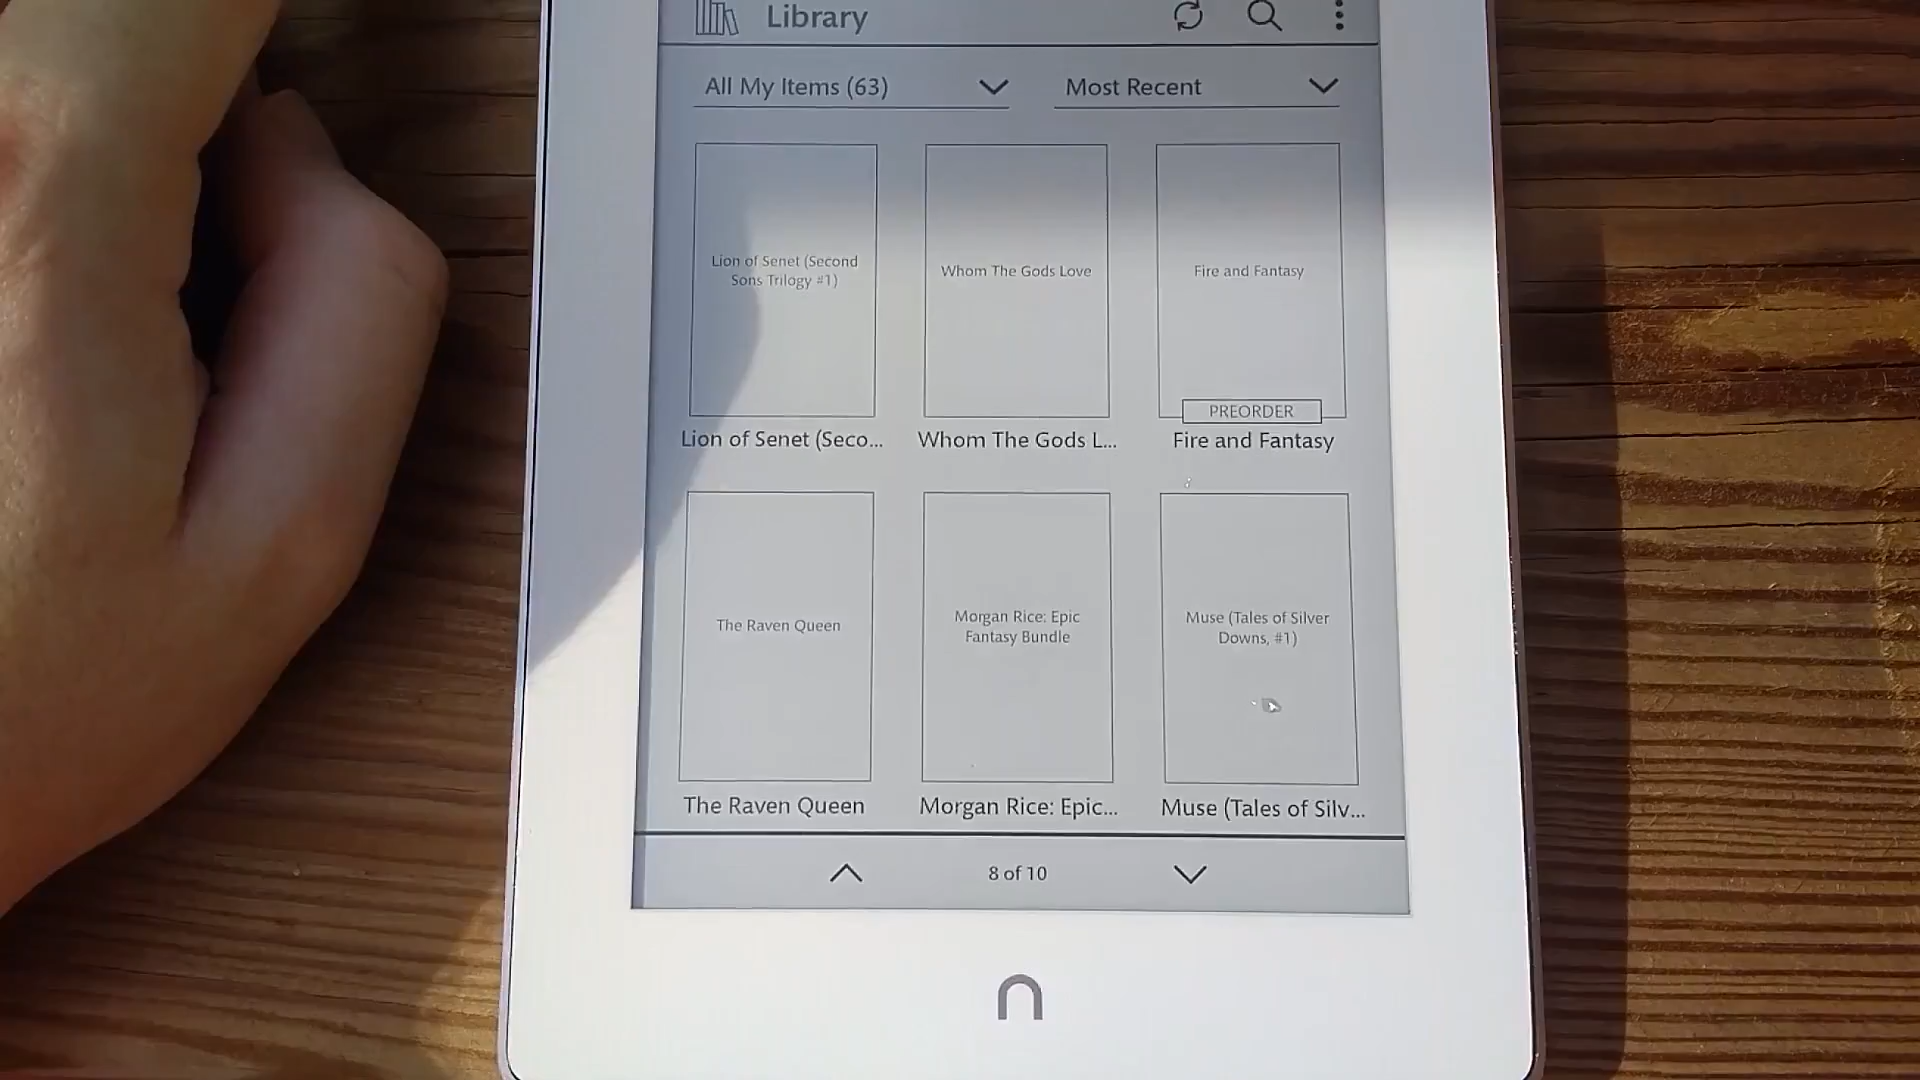 Library
All My Items (63)
Most Recent
Lion of Senet (Second
Sons Trilogy #1)
Whom The Gods Love
Fire and Fantasy
PREORDER
Lion of Senet (Seco...
Whom The Gods L...
Fire and Fantasy
The Raven Queen
Morgan Rice: Epic
Fantasy Bundle
Muse (Tales of Silver
Downs, #1)
The Raven Queen
Morgan Rice: Epic...
Muse (Tales of Silv...
8 of 10
n